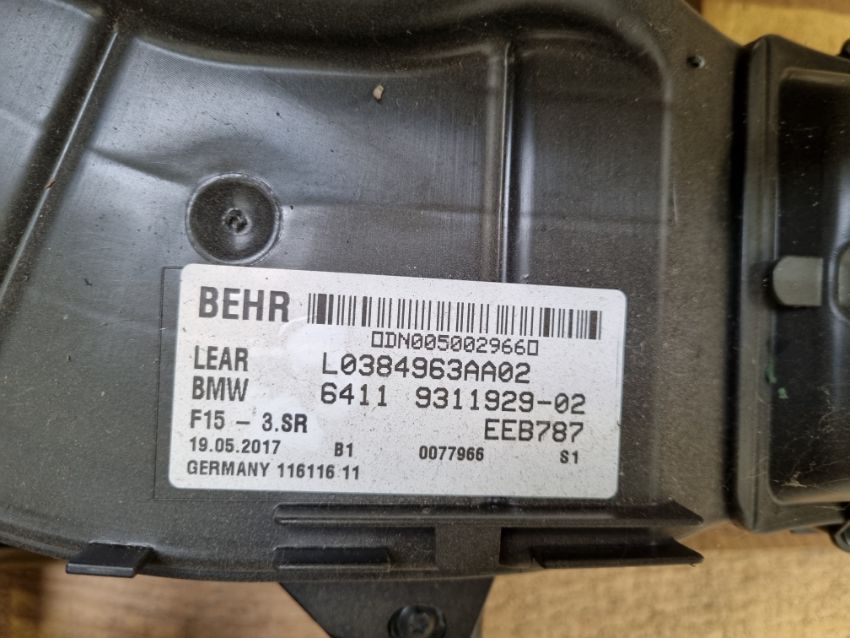 BEHR
▯DN005002966▯
LEAR L0384963AA02
BMW 6411 9311929-02
F15 - 3.SR EEB787
19.05.2017 B1 0077966 S1
GERMANY 116116 11